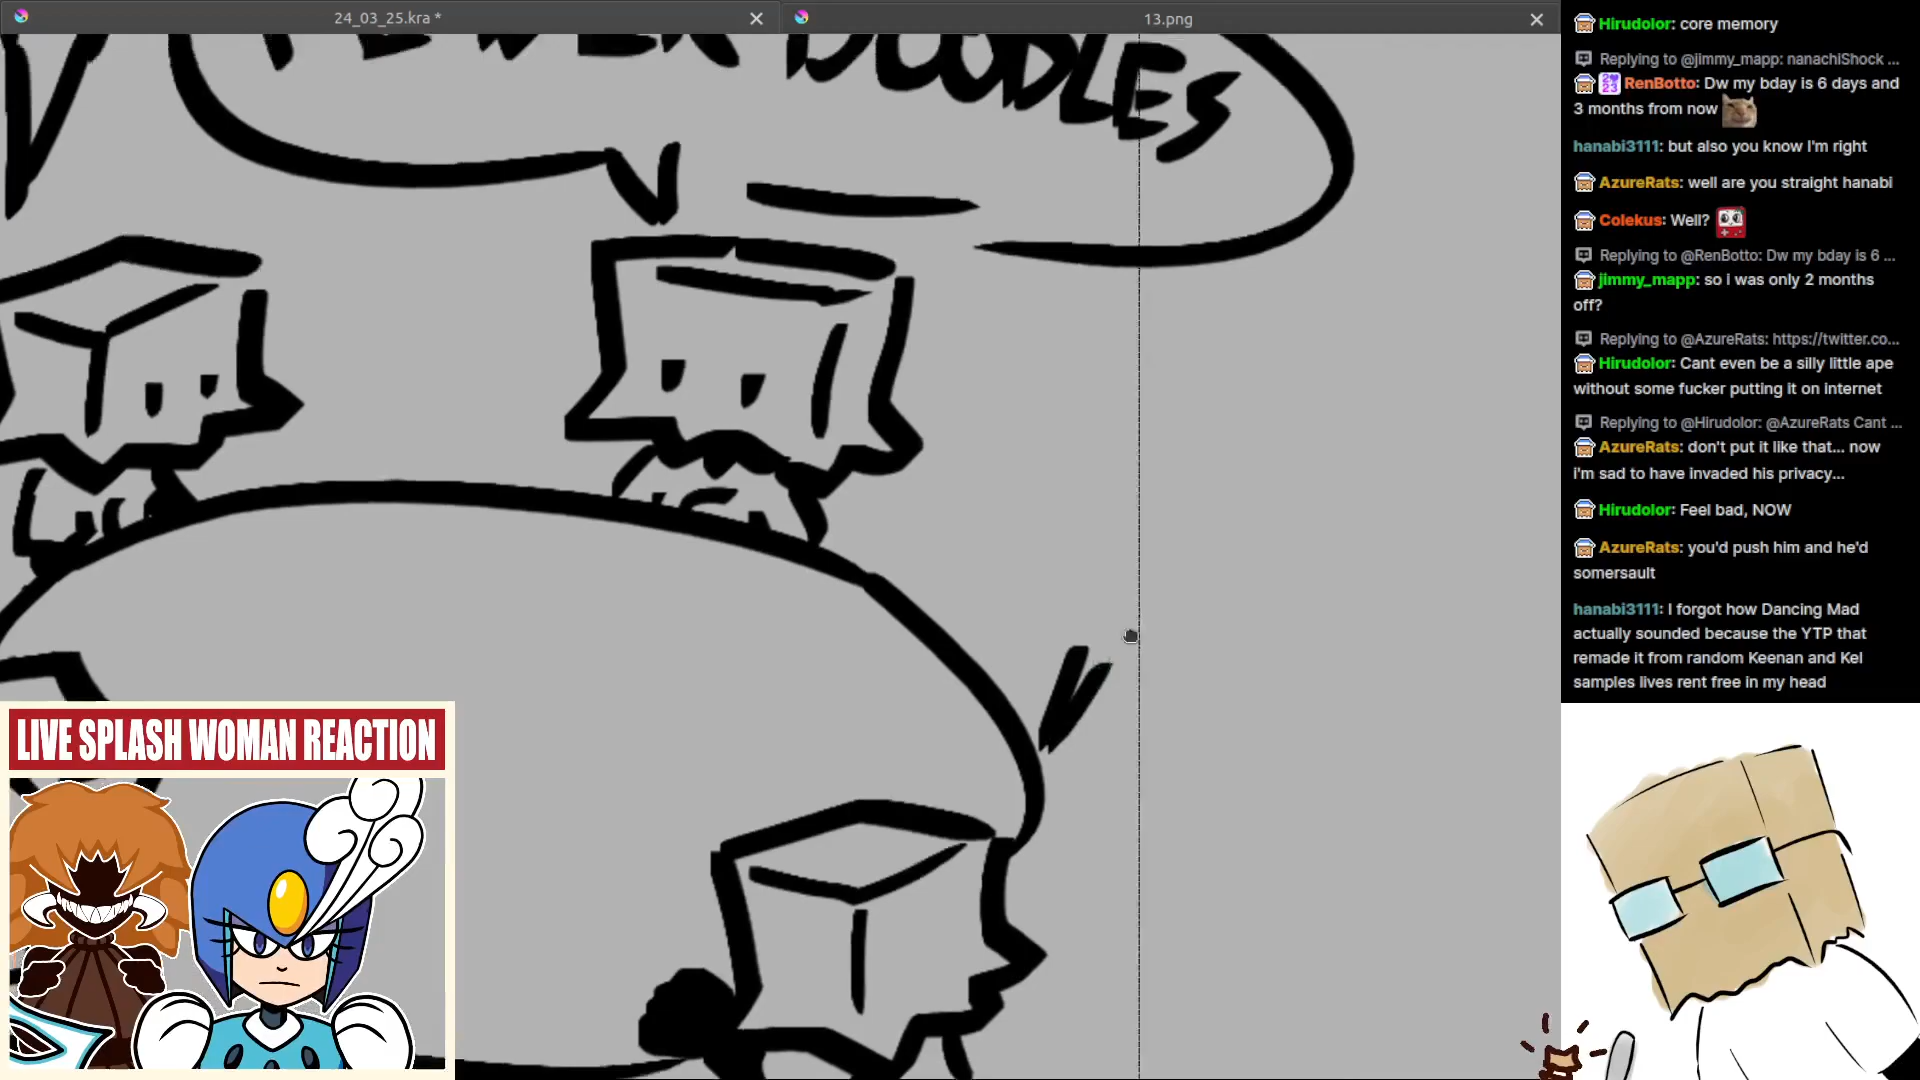 24_03_25.kra *
13.png
DOODLES
Hirudolor: core memory
Replying to @jimmy_mapp: nanachiShock ...
RenBotto: Dw my bday is 6 days and
3 months from now
hanabi3111: but also you know I'm right
AzureRats: well are you straight hanabi
Colekus: Well?
Replying to @RenBotto: Dw my bday is 6 ...
jimmy_mapp: so i was only 2 months
off?
Replying to @AzureRats: https://twitter.co...
Hirudolor: Cant even be a silly little ape
without some fucker putting it on internet
Replying to @Hirudolor: @AzureRats Cant ...
AzureRats: don't put it like that... now
i'm sad to have invaded his privacy...
Hirudolor: Feel bad, NOW
AzureRats: you'd push him and he'd
somersault
hanabi3111: I forgot how Dancing Mad
actually sounded because the YTP that
remade it from random Keenan and Kel
samples lives rent free in my head
LIVE SPLASH WOMAN REACTION